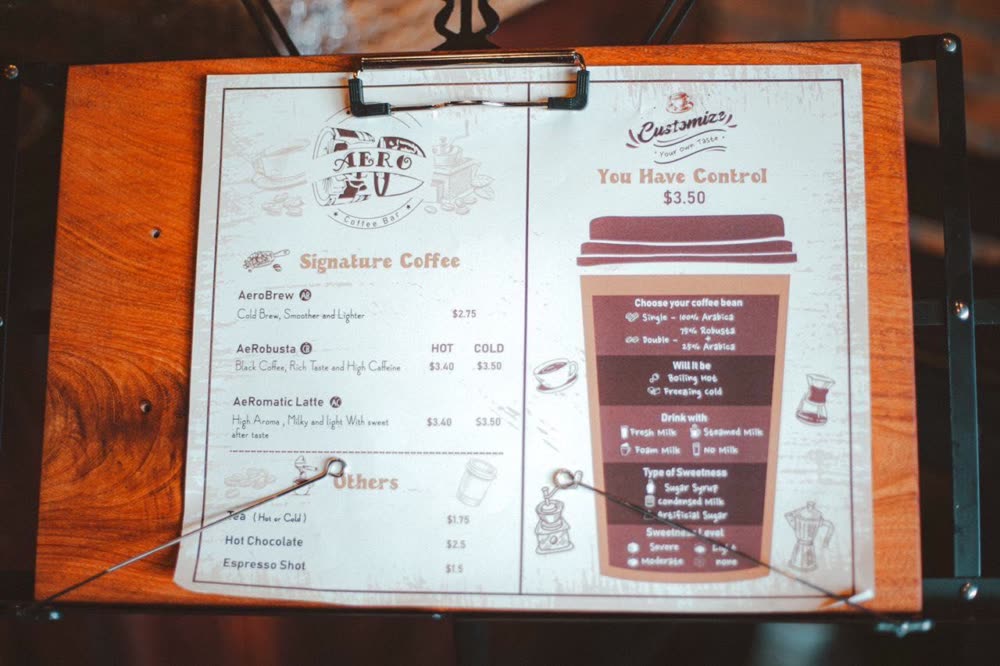 AERO
Coffee Bar
Signature Coffee
AeroBrew
Cold Brew, Smoother and Lighter $2.75
AeRobusta HOT COLD
Black Coffee, Rich Taste and High Caffeine $3.40 $3.50
AeRomatic Latte
High Aroma , Milky and light With sweet $3.40 $3.50
after taste
Others
Tea (Hot or Cold) $1.75
Hot Chocolate $2.5
Espresso Shot $1.5
Customize
Your Own Taste
You Have Control
$3.50
Choose your coffee bean
Single - 100% Arabica
75% Robusta
Double - +
25% Arabica
Will It be
Boiling Hot
Freezing cold
Drink with
Fresh Milk Steamed Milk
Foam Milk No Milk
Type of Sweetness
Sugar Syrup
Condensed Milk
Artificial Sugar
Sweetness Level
Severe Light
Moderate none